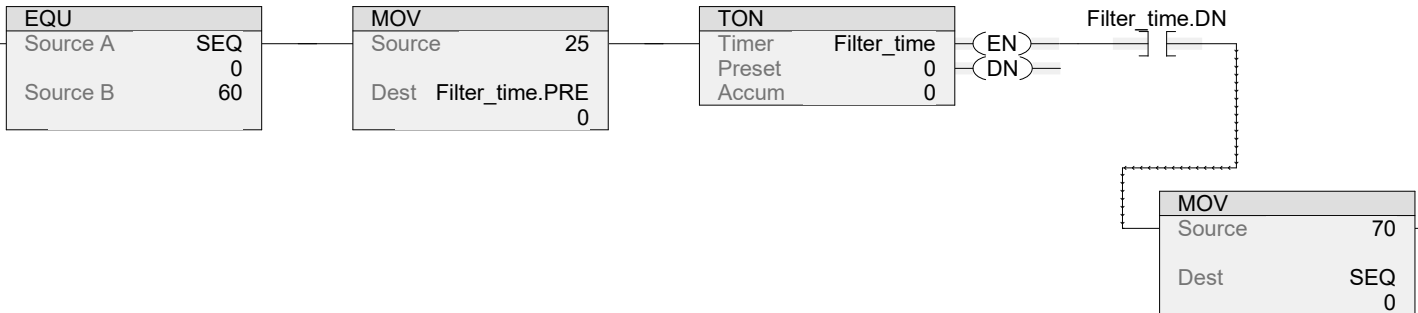 EQU
Source A SEQ
0
Source B 60
MOV
Source 25
Dest Filter_time.PRE
0
TON
Timer Filter_time
Preset 0
Accum 0
EN
DN
Filter_time.DN
MOV
Source 70
Dest SEQ
0